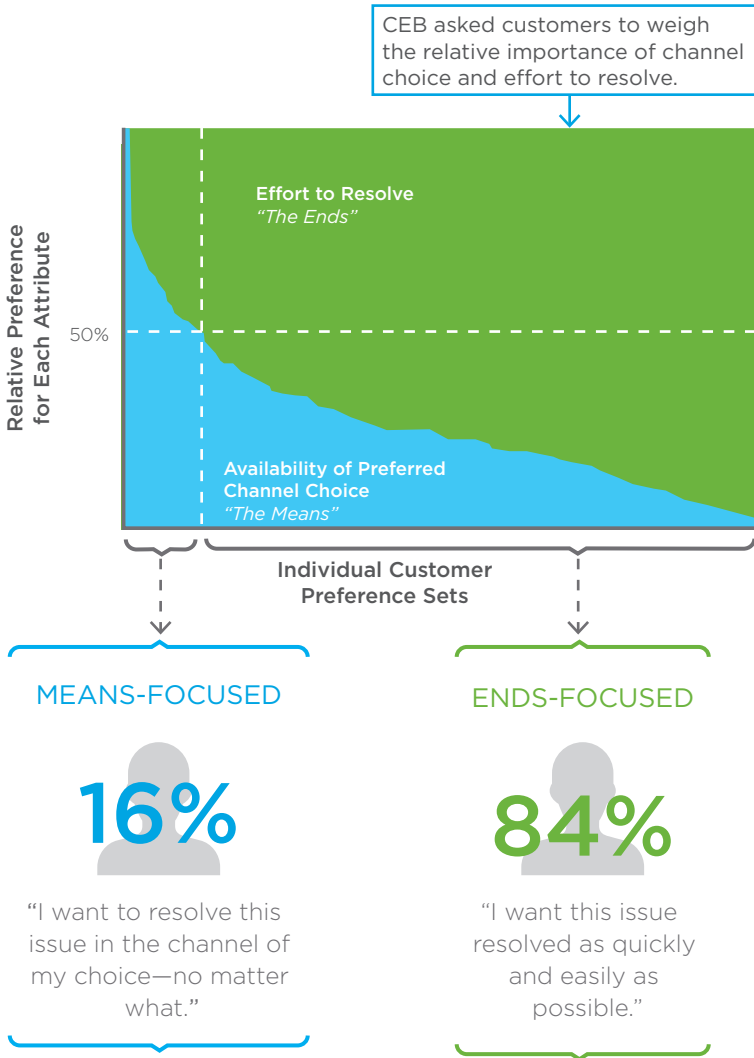 CEB asked customers to weigh
the relative importance of channel
choice and effort to resolve.
Relative Preference
for Each Attribute
50%
Effort to Resolve
“The Ends”
Availability of Preferred
Channel Choice
“The Means”
Individual Customer
Preference Sets
MEANS-FOCUSED
16%
“I want to resolve this
issue in the channel of
my choice—no matter
what.”
ENDS-FOCUSED
84%
“I want this issue
resolved as quickly
and easily as
possible.”